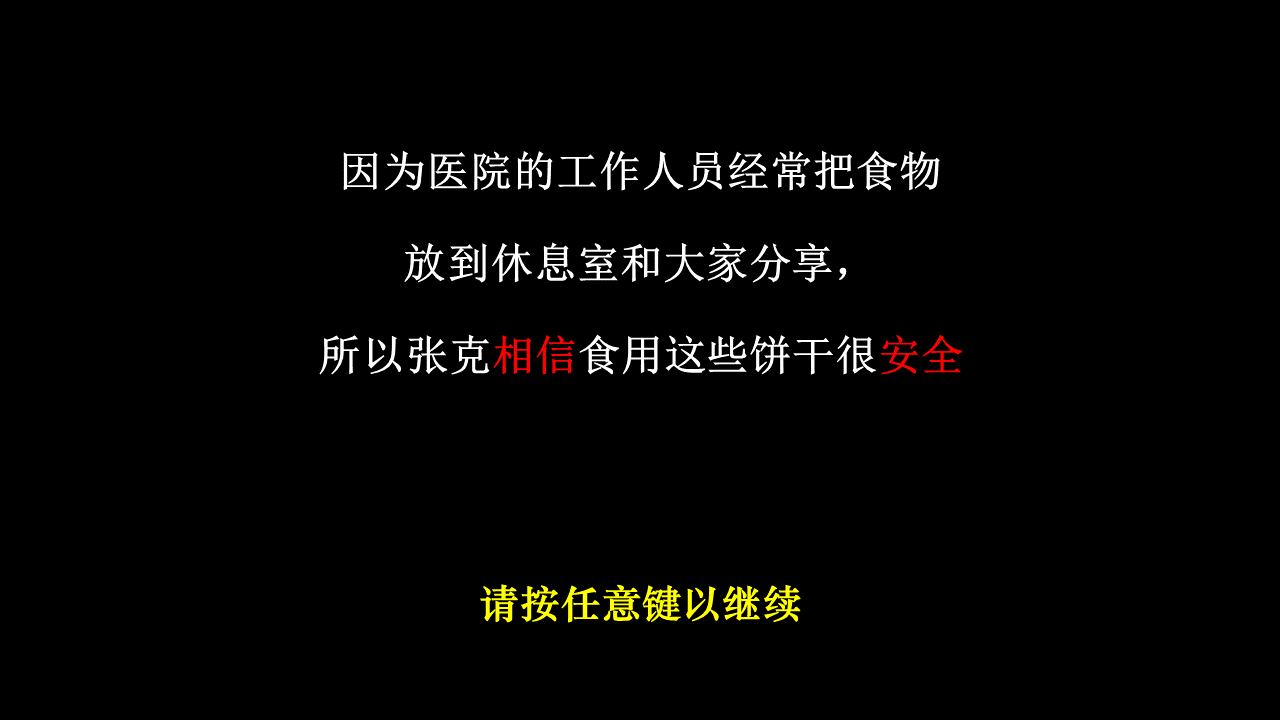 因为医院的工作人员经常把食物
放到休息室和大家分享，
所以张克相信食用这些饼干很安全
请按任意键以继续